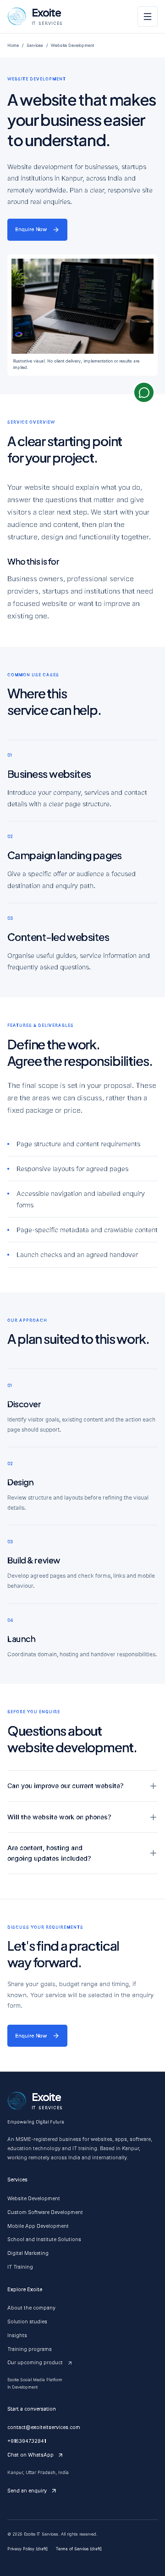 Exoite
IT SERVICES
Home / Services / Website Development
WEBSITE DEVELOPMENT
A website that makes
your business easier
to understand.
Website development for businesses, startups
and institutions in Kanpur, across India and
remotely worldwide. Plan a clear, responsive site
around real enquiries.
Enquire Now
Illustrative visual. No client delivery, implementation or results are
implied.
SERVICE OVERVIEW
A clear starting point
for your project.
Your website should explain what you do,
answer the questions that matter and give
visitors a clear next step. We start with your
audience and content, then plan the
structure, design and functionality together.
Who this is for
Business owners, professional service
providers, startups and institutions that need
a focused website or want to improve an
existing one.
COMMON USE CASES
Where this
service can help.
01
Business websites
Introduce your company, services and contact
details with a clear page structure.
02
Campaign landing pages
Give a specific offer or audience a focused
destination and enquiry path.
03
Content-led websites
Organise useful guides, service information and
frequently asked questions.
FEATURES & DELIVERABLES
Define the work.
Agree the responsibilities.
The final scope is set in your proposal. These
are the areas we can discuss, rather than a
fixed package or price.
Page structure and content requirements
Responsive layouts for agreed pages
Accessible navigation and labelled enquiry
forms
Page-specific metadata and crawlable content
Launch checks and an agreed handover
OUR APPROACH
A plan suited to this work.
01
Discover
Identify visitor goals, existing content and the action each
page should support.
02
Design
Review structure and layouts before refining the visual
details.
03
Build & review
Develop agreed pages and check forms, links and mobile
behaviour.
04
Launch
Coordinate domain, hosting and handover responsibilities.
BEFORE YOU ENQUIRE
Questions about
website development.
Can you improve our current website?
Will the website work on phones?
Are content, hosting and
ongoing updates included?
DISCUSS YOUR REQUIREMENTS
Let's find a practical
way forward.
Share your goals, budget range and timing, if
known. Your service will be selected in the enquiry
form.
Enquire Now
Exoite
IT SERVICES
Empowering Digital Future
An MSME-registered business for websites, apps, software,
education technology and IT training. Based in Kanpur,
working remotely across India and internationally.
Services
Website Development
Custom Software Development
Mobile App Development
School and Institute Solutions
Digital Marketing
IT Training
Explore Exoite
About the company
Solution studies
Insights
Training programs
Our upcoming product
Exoite Social Media Platform
In Development
Start a conversation
contact@exoiteitservices.com
+916394732841
Chat on WhatsApp
Kanpur, Uttar Pradesh, India
Send an enquiry
© 2026 Exoite IT Services. All rights reserved.
Privacy Policy (draft) Terms of Service (draft)